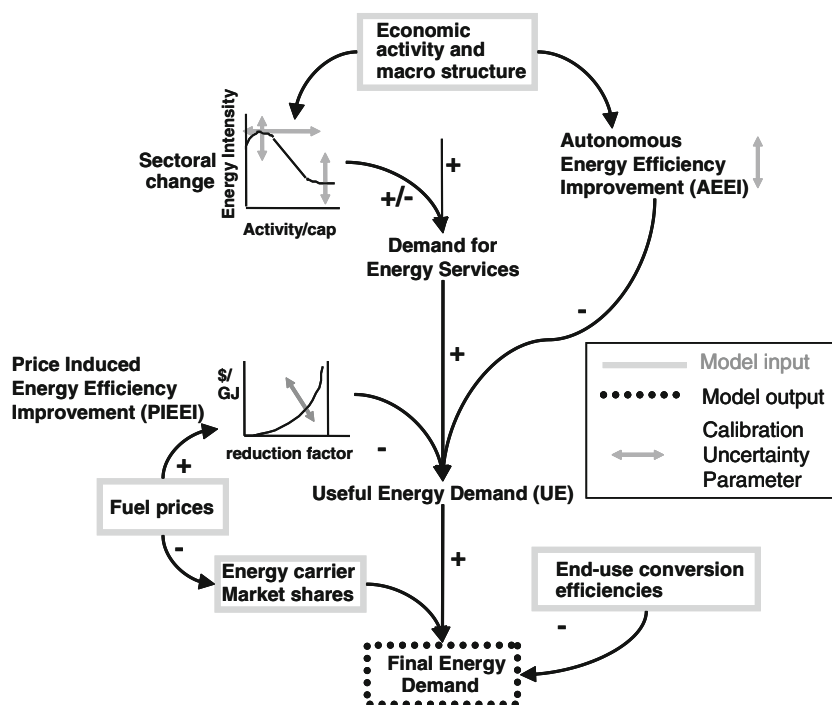 Economic
activity and
macro structure
Energy Intensity
Sectoral
change
Activity/cap
+/-
+
Autonomous
Energy Efficiency
Improvement (AEEI)
Demand for
Energy Services
-
+
Price Induced
Energy Efficiency
Improvement (PIEEI)
$/
GJ
reduction factor
-
Model input
Model output
Calibration
Uncertainty
Parameter
+
Fuel prices
-
Useful Energy Demand (UE)
+
Energy carrier
Market shares
End-use conversion
efficiencies
-
Final Energy
Demand